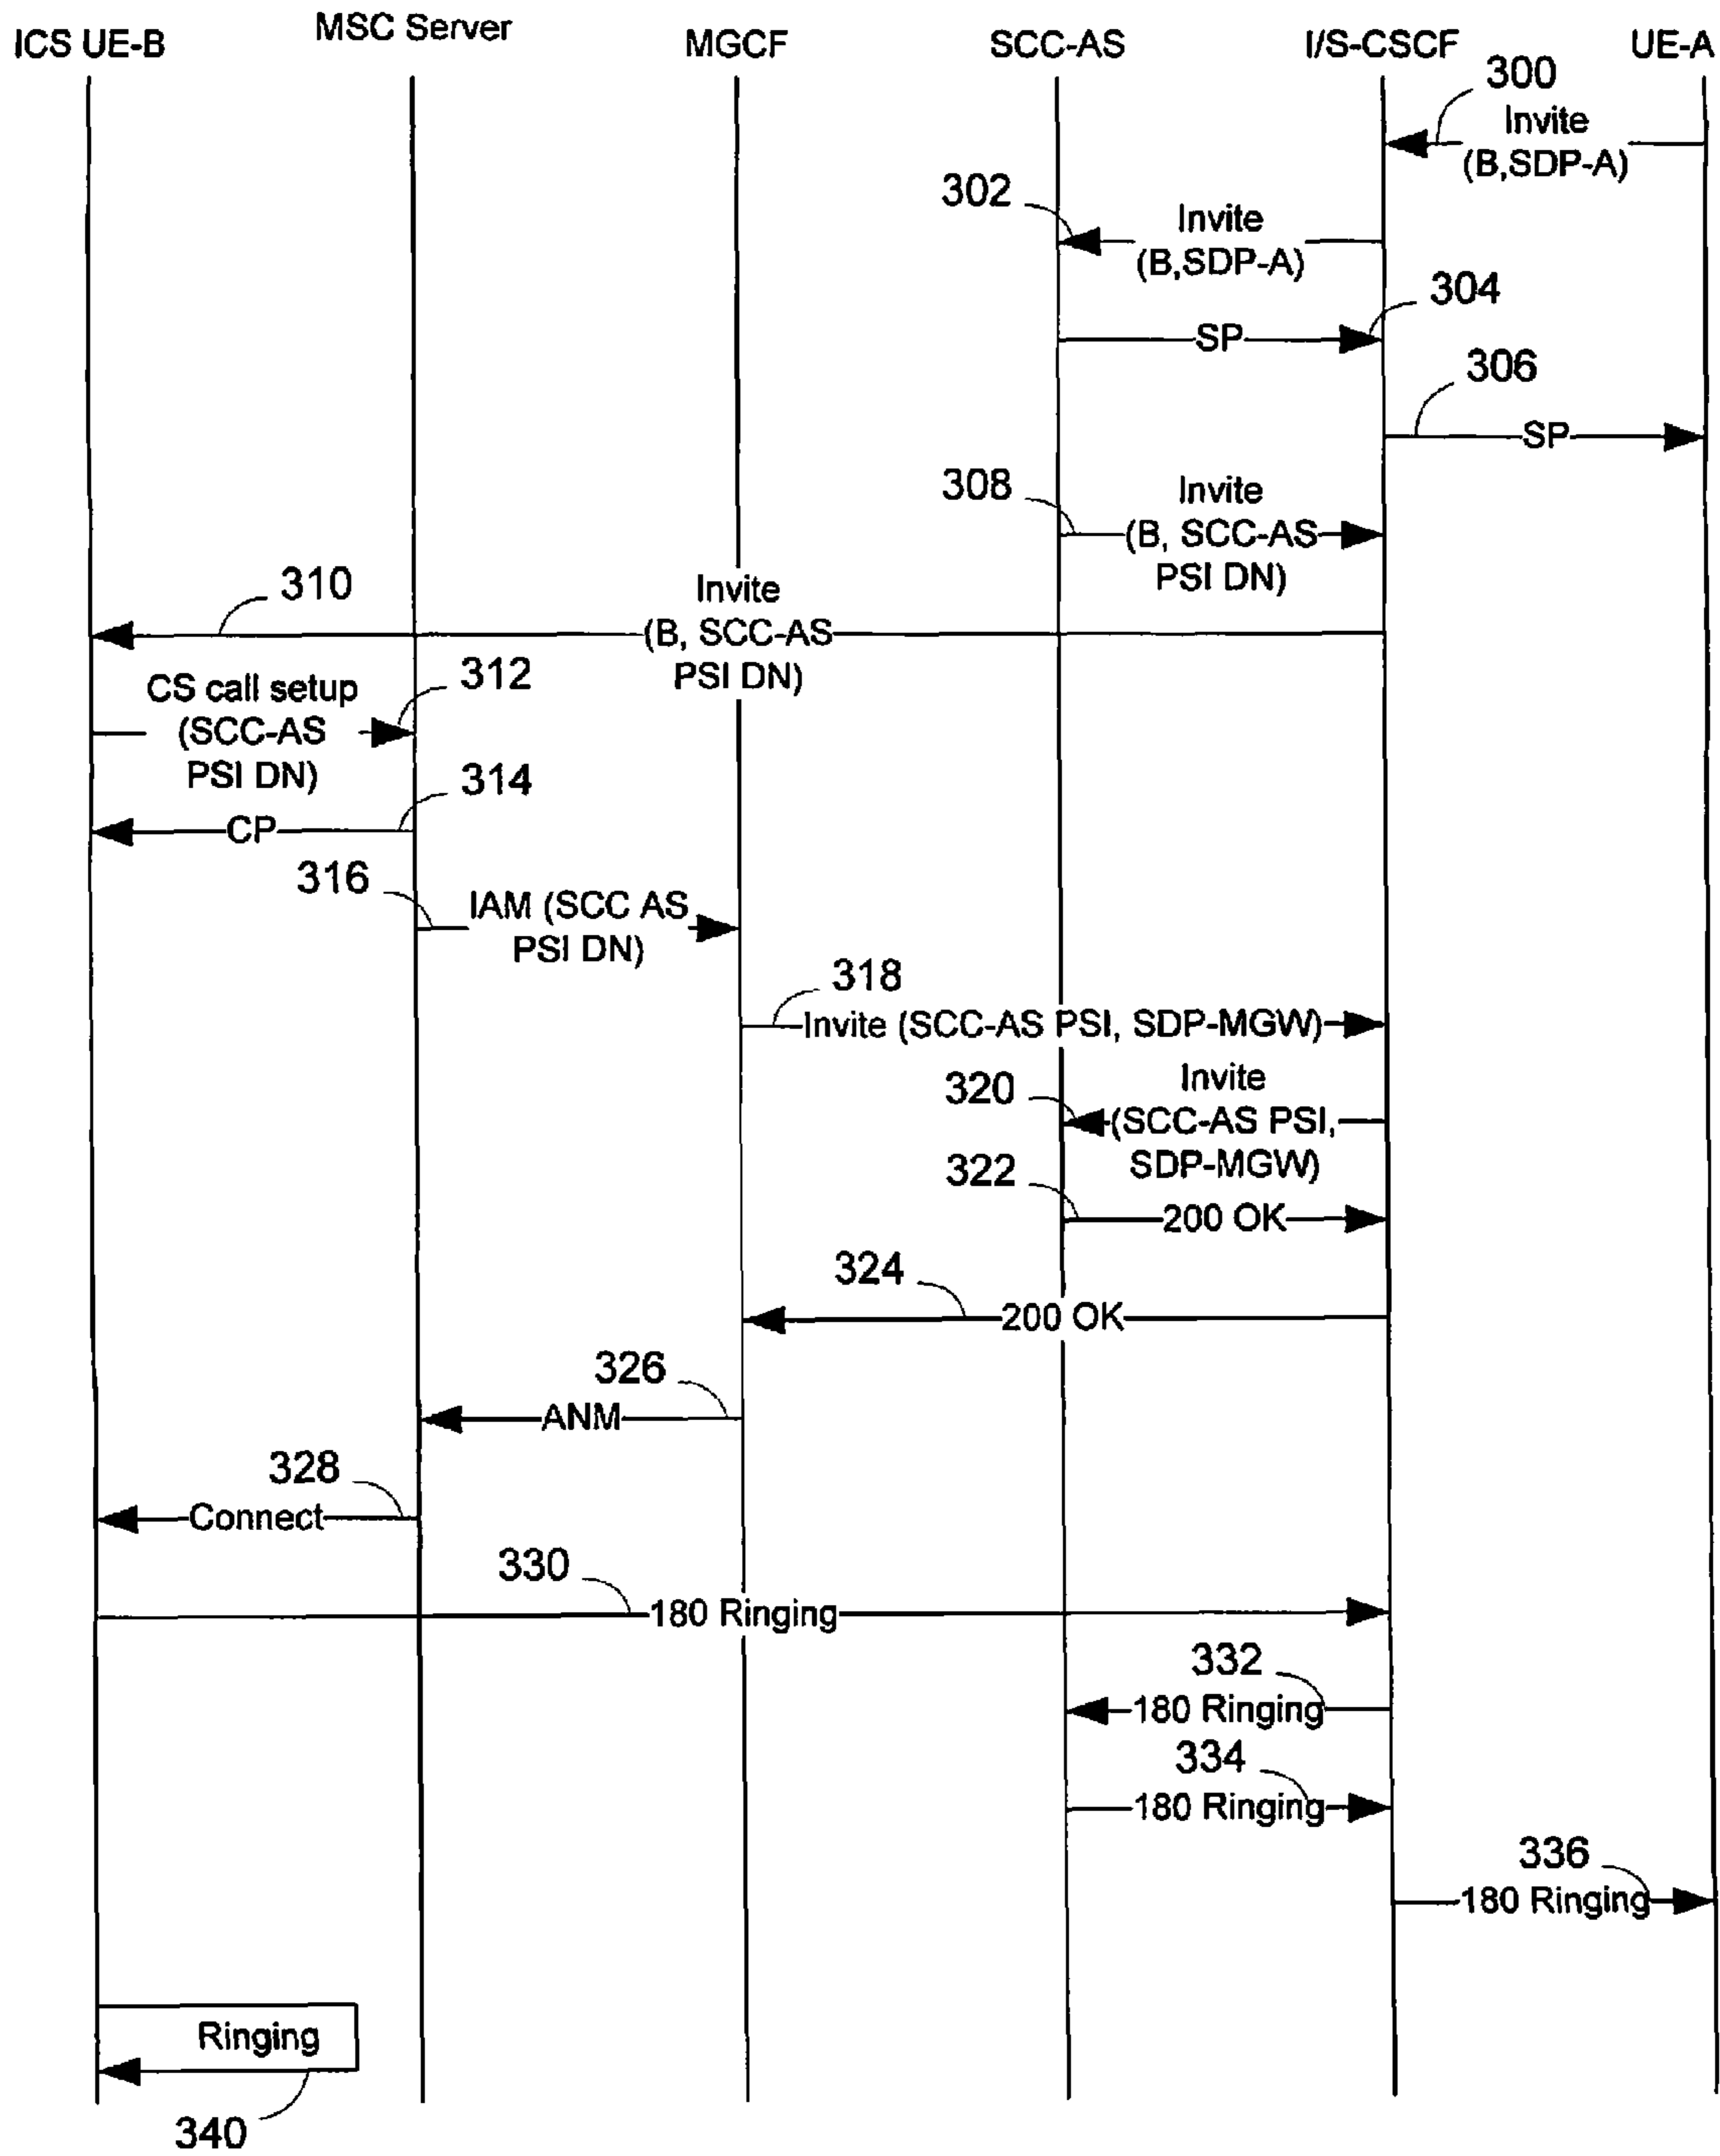 ICS UE-B
MSC Server
MGCF
SCC-AS
I/S-CSCF
UE-A
300
Invite
(B,SDP-A)
302
Invite
(B,SDP-A)
304
SP
306
SP
308
Invite
(B, SCC-AS
PSI DN)
310
Invite
(B, SCC-AS
PSI DN)
CS call setup
(SCC-AS
PSI DN)
312
314
CP
316
IAM (SCC AS
PSI DN)
318
Invite (SCC-AS PSI, SDP-MGW)
320
Invite
(SCC-AS PSI,
SDP-MGW)
322
200 OK
324
200 OK
326
ANM
328
Connect
330
180 Ringing
332
180 Ringing
334
180 Ringing
336
180 Ringing
Ringing
340